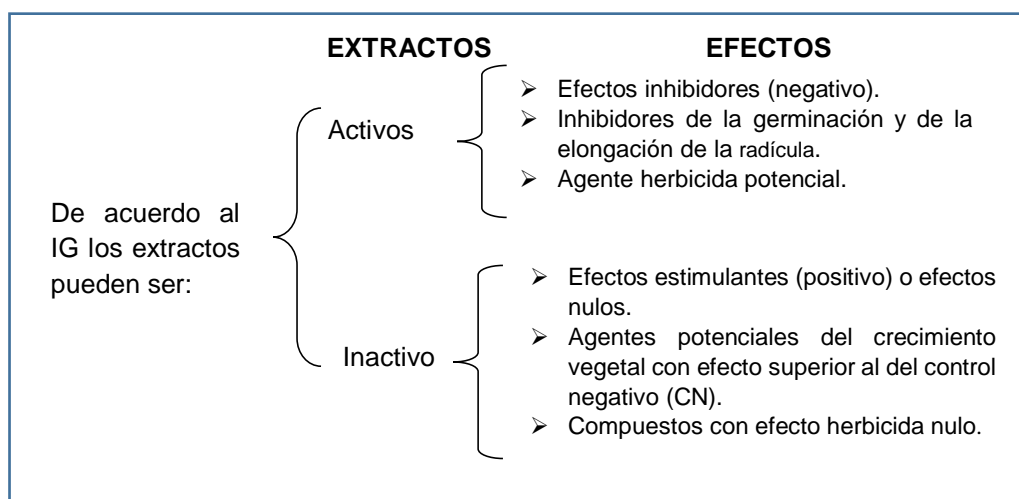 EXTRACTOS EFECTOS
Activos
➢ Efectos inhibidores (negativo).
➢ Inhibidores de la germinación y de la
elongación de la radícula.
➢ Agente herbicida potencial.
De acuerdo al
IG los extractos
pueden ser:
Inactivo
➢ Efectos estimulantes (positivo) o efectos
nulos.
➢ Agentes potenciales del crecimiento
vegetal con efecto superior al del control
negativo (CN).
➢ Compuestos con efecto herbicida nulo.